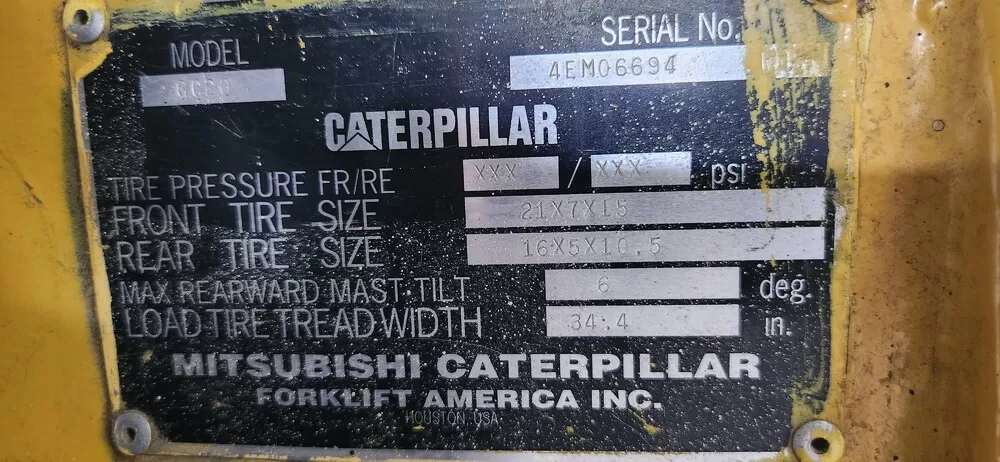 MODEL
SERIAL No.
4EM06694
CATERPILLAR
TIRE PRESSURE FR/RE XXX / XXX psi
FRONT TIRE SIZE 21X7X15
REAR TIRE SIZE 16X5X10.5
MAX REARWARD MAST TILT 6 deg.
LOAD TIRE TREAD WIDTH 34.4 in.
MITSUBISHI CATERPILLAR
FORKLIFT AMERICA INC.
HOUSTON, USA